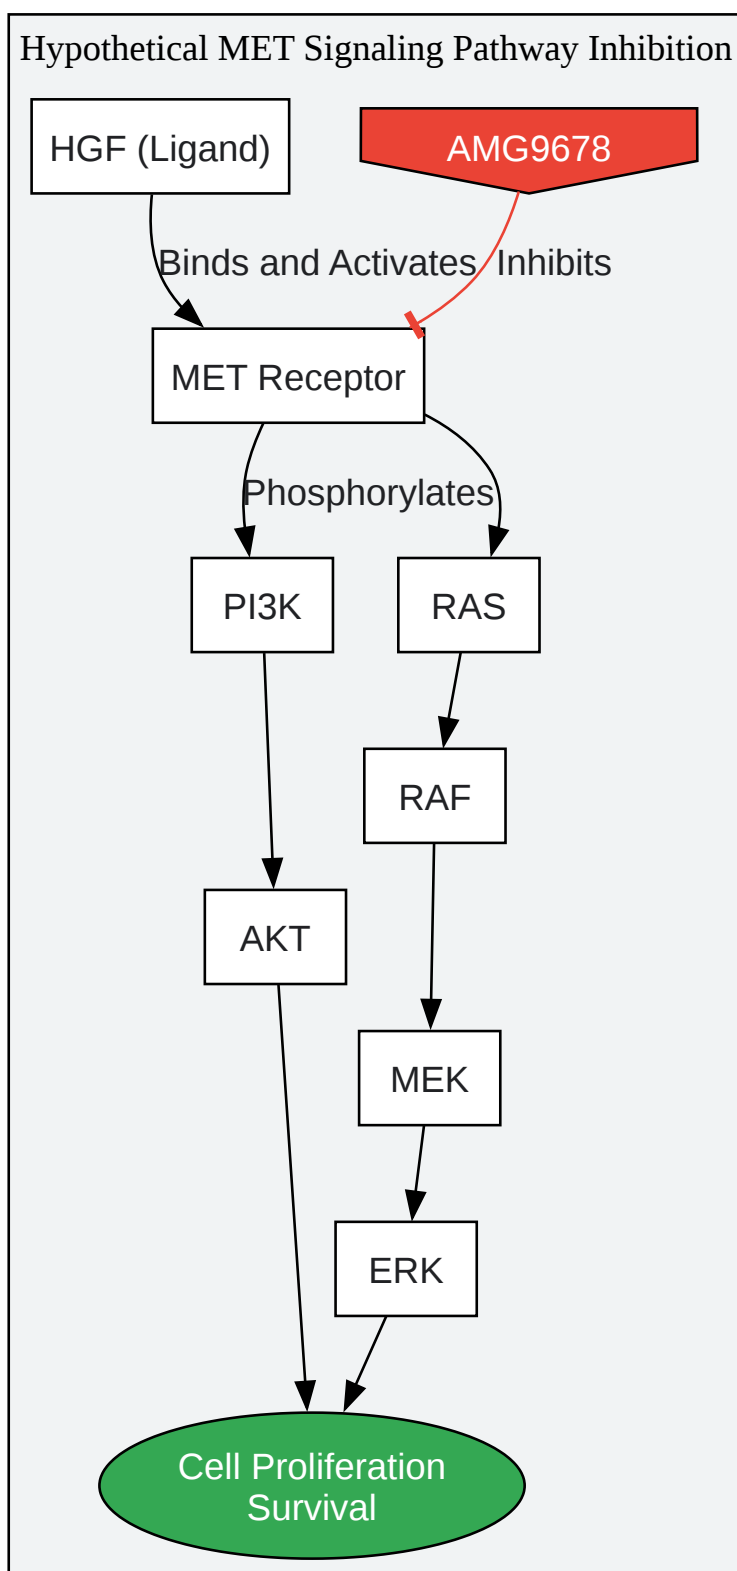 Hypothetical MET Signaling Pathway Inhibition
HGF (Ligand)
AMG9678
Binds and Activates
Inhibits
MET Receptor
Phosphorylates
PI3K
RAS
RAF
AKT
MEK
ERK
Cell Proliferation
Survival